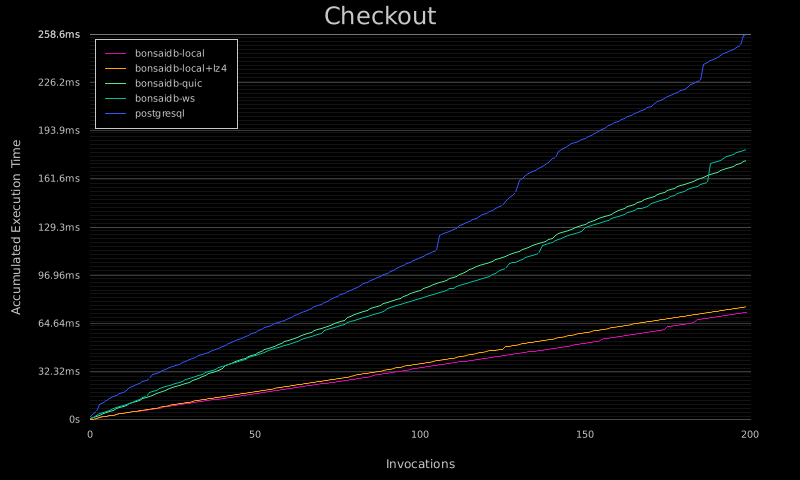 Checkout
258.6ms
226.2ms
193.9ms
161.6ms
129.3ms
96.96ms
64.64ms
32.32ms
0s
bonsaidb-local
bonsaidb-local+lz4
bonsaidb-quic
bonsaidb-ws
postgresql
Accumulated Execution Time
0 50 100 150 200
Invocations